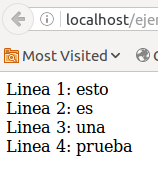 localhost/ejer
Most Visited
Linea 1: esto
Linea 2: es
Linea 3: una
Linea 4: prueba